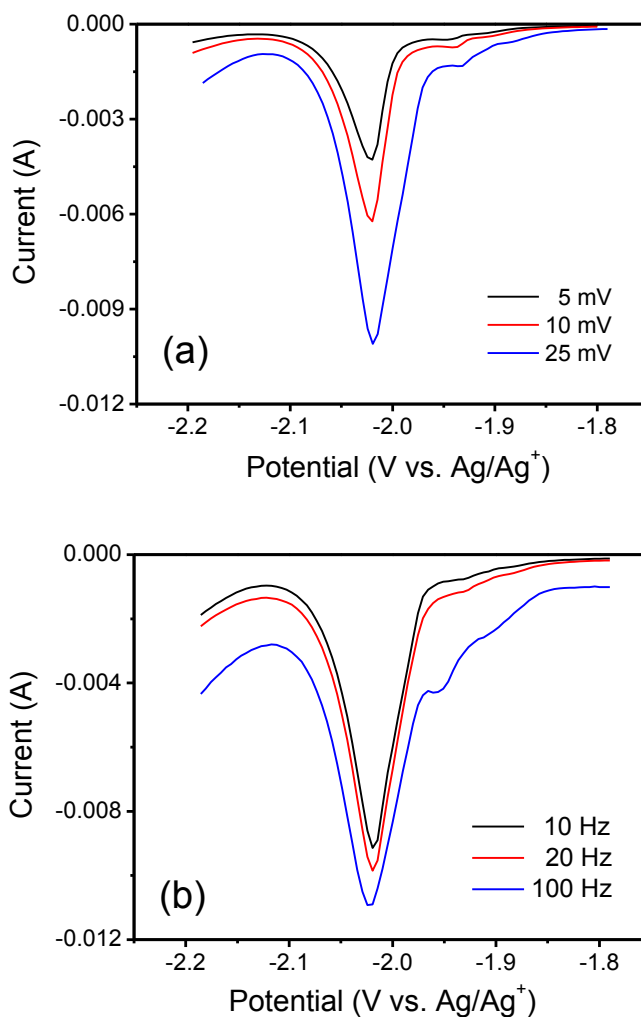 0.000
-0.003
-0.006
-0.009
-0.012
Current (A)
(a)
5 mV
10 mV
25 mV
-2.2 -2.1 -2.0 -1.9 -1.8
Potential (V vs. Ag/Ag⁺)
0.000
-0.004
-0.008
-0.012
Current (A)
(b)
10 Hz
20 Hz
100 Hz
-2.2 -2.1 -2.0 -1.9 -1.8
Potential (V vs. Ag/Ag⁺)